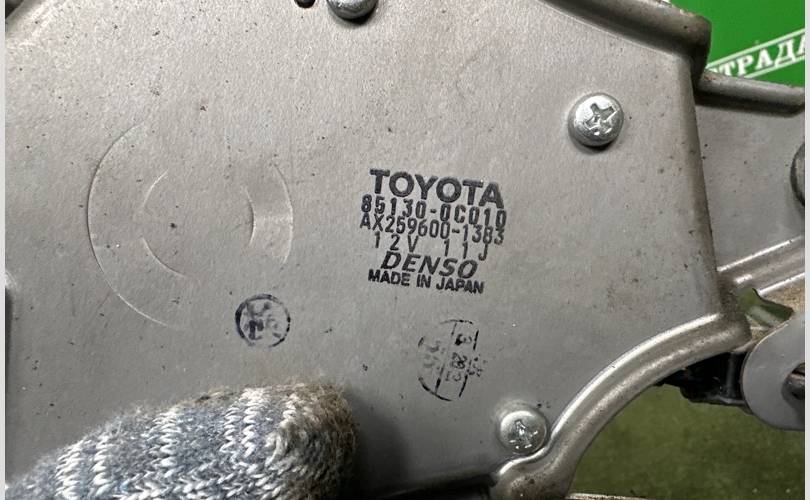 ТРАДА
TOYOTA
85130-0C010
AX259600-1383
12V 11J
DENSO
MADE IN JAPAN